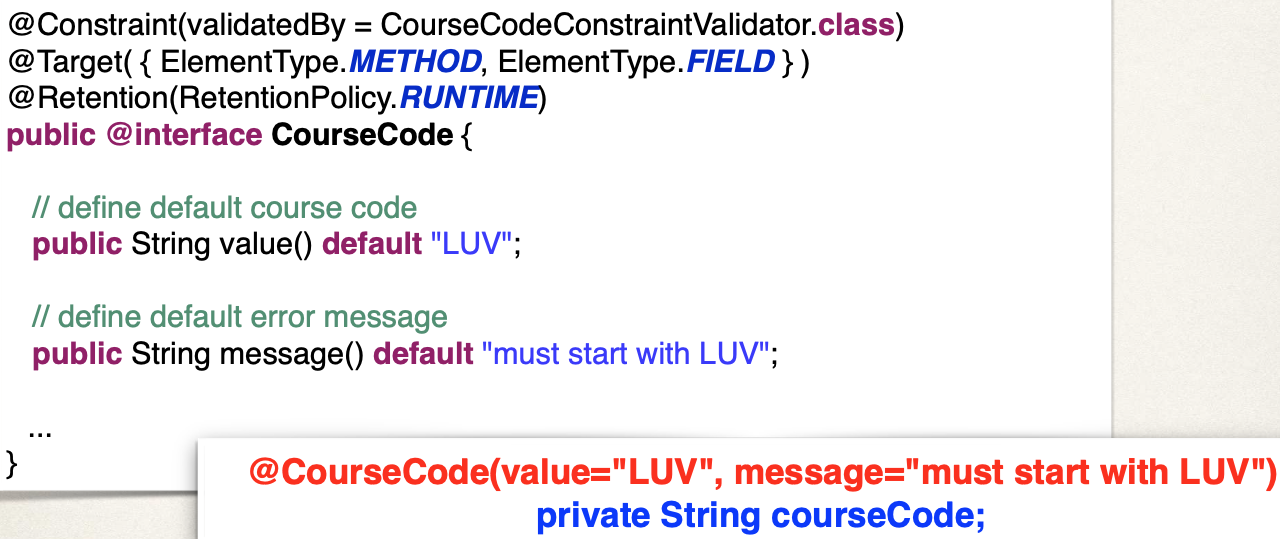 @Constraint(validatedBy = CourseCodeConstraintValidator.class)
@Target( { ElementType.METHOD, ElementType.FIELD } )
@Retention(RetentionPolicy.RUNTIME)
public @interface CourseCode {
// define default course code
public String value() default "LUV";
// define default error message
public String message() default "must start with LUV";
...
}
@CourseCode(value="LUV", message="must start with LUV")
private String courseCode;